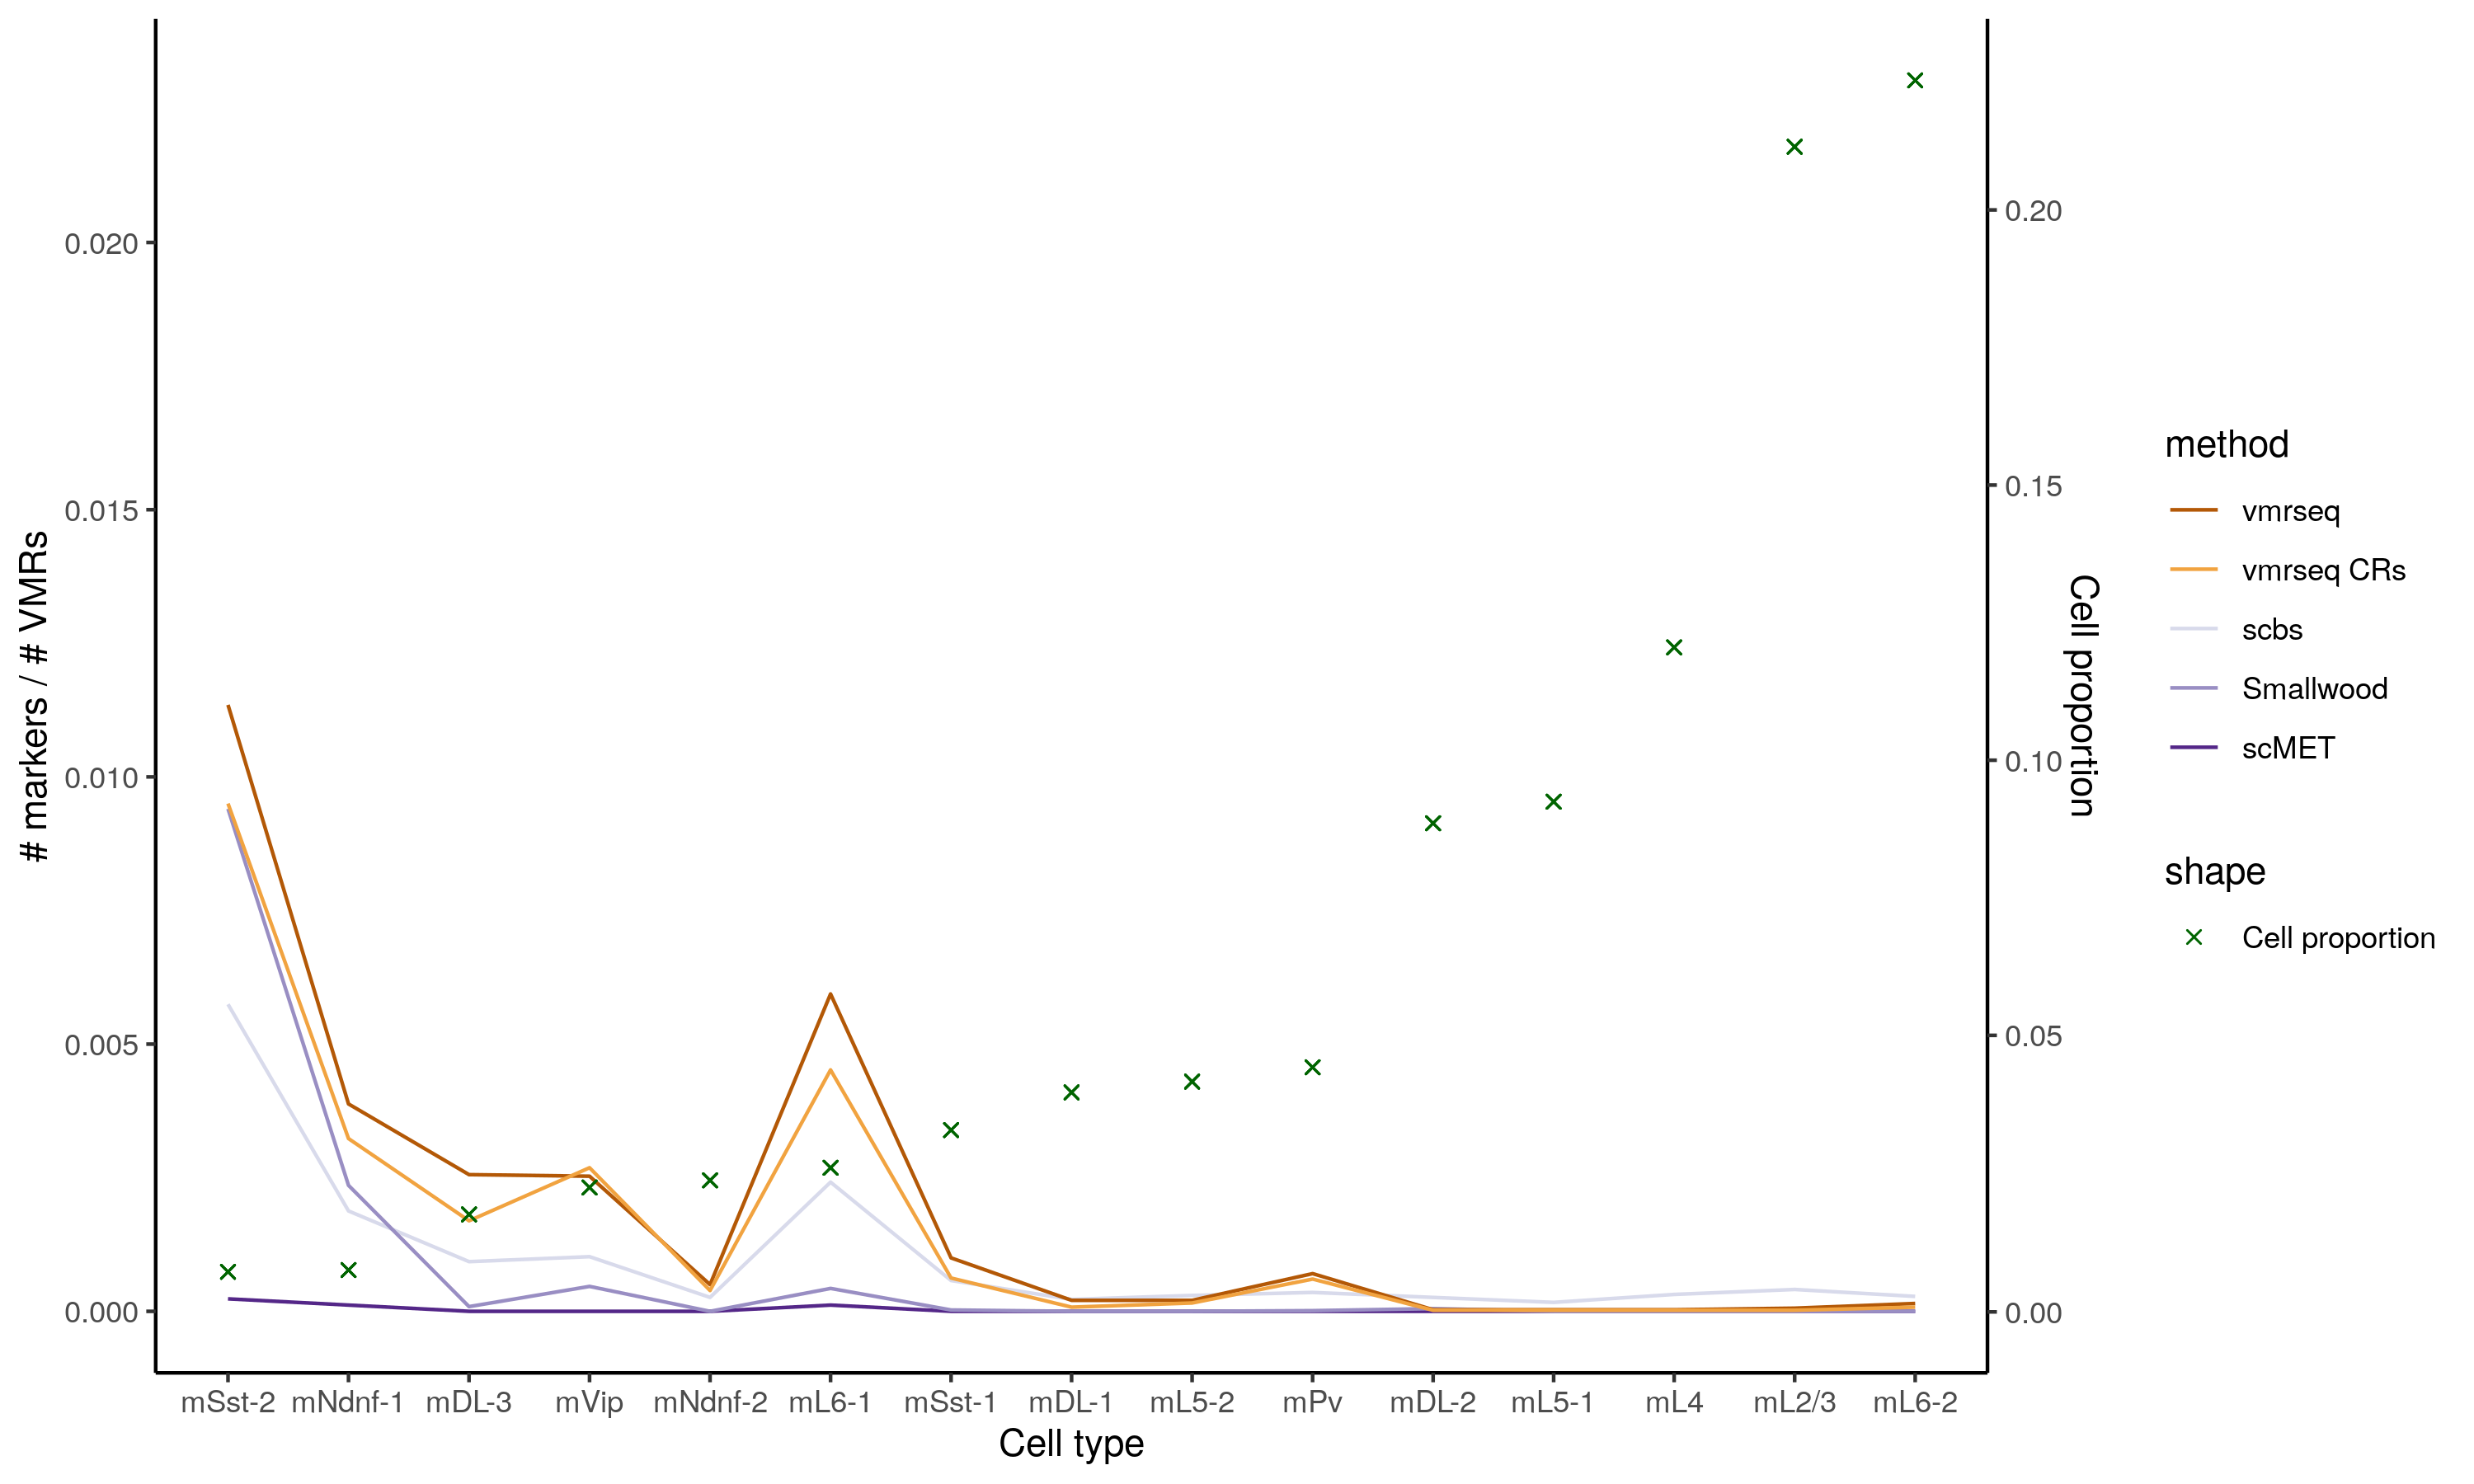 # markers / # VMRs
0.020
0.015
0.010
0.005
0.000
mSst-2 mNdnf-1 mDL-3 mVip mNdnf-2 mL6-1 mSst-1 mDL-1 mL5-2 mPv mDL-2 mL5-1 mL4 mL2/3 mL6-2
Cell type
0.20
0.15
0.10
0.05
0.00
Cell proportion
method
vmrseq
vmrseq CRs
scbs
Smallwood
scMET
shape
Cell proportion